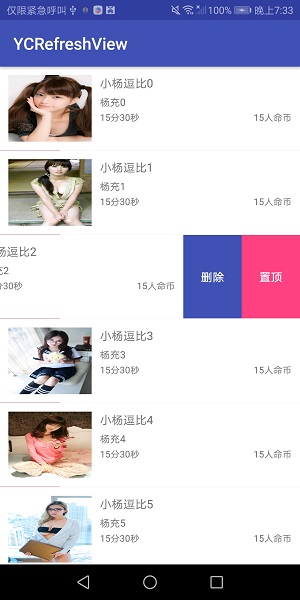 仅限紧急呼叫
100% 晚上7:33
YCRefreshView
小杨逗比0
杨充0
15分30秒 15人命币
小杨逗比1
杨充1
15分30秒 15人命币
杨逗比2
充2
分30秒 15人命币
删除 置顶
小杨逗比3
杨充3
15分30秒 15人命币
小杨逗比4
杨充4
15分30秒 15人命币
小杨逗比5
杨充5
15分30秒 15人命币